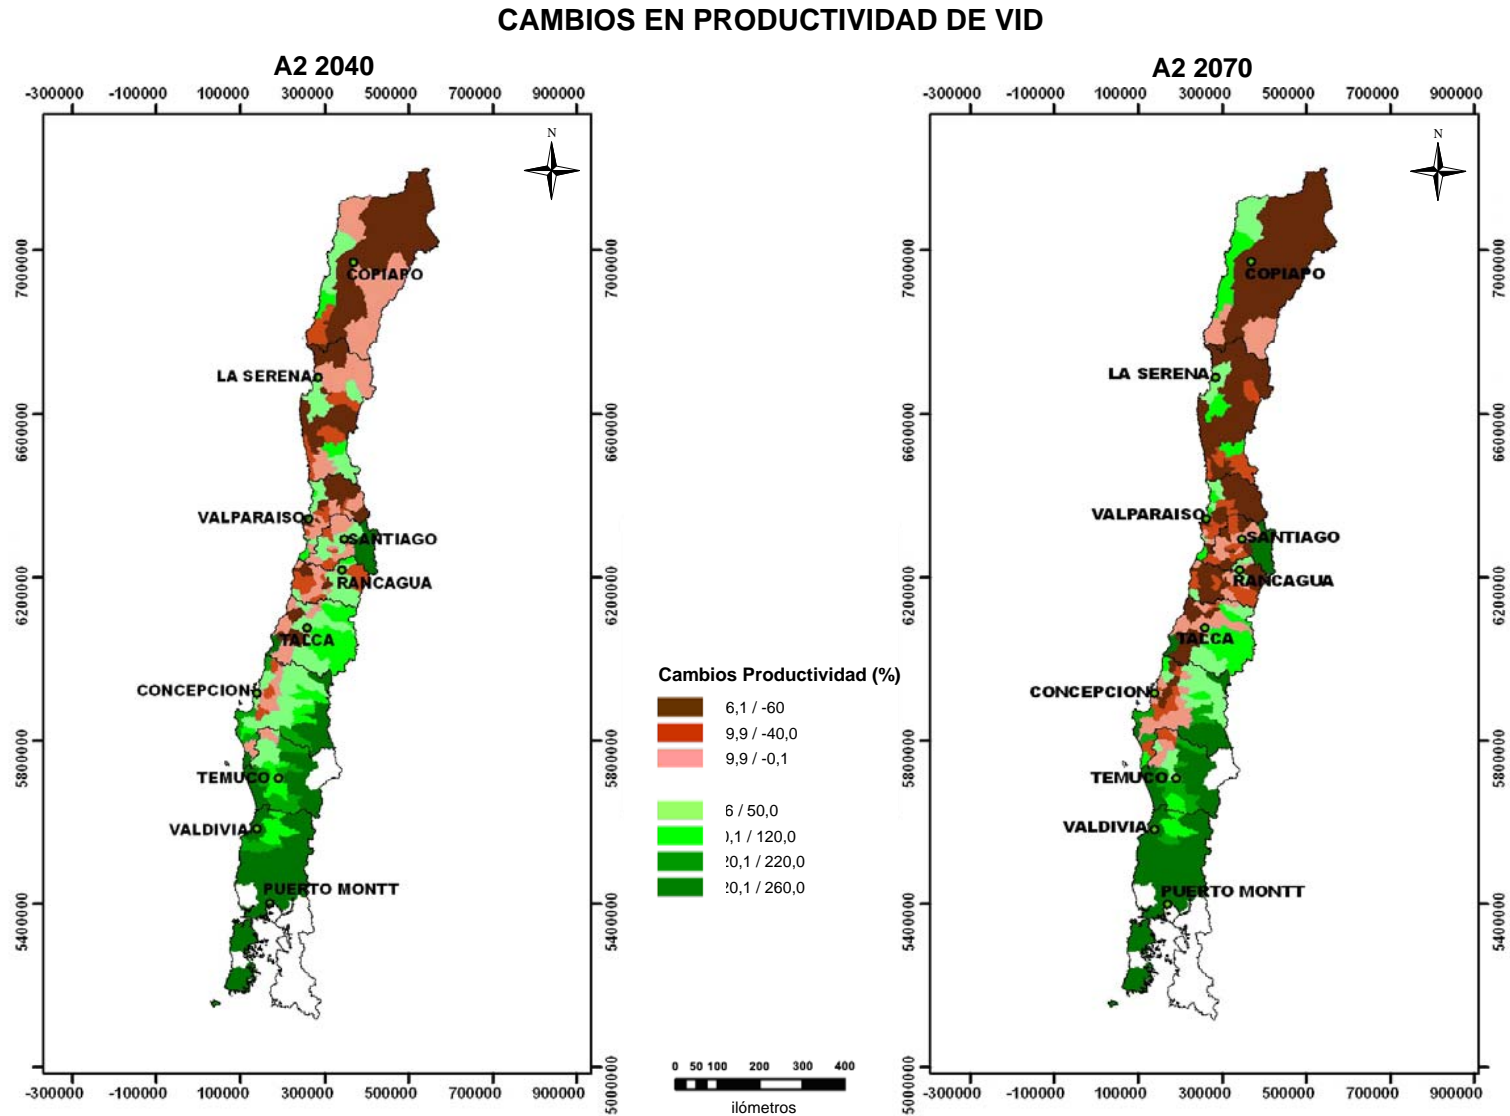 CAMBIOS EN PRODUCTIVIDAD DE VID
A2 2040
-300000 -100000 100000 300000 500000 700000 900000
N
7000000
6600000
6200000
5800000
5400000
5000000
COPIAPO
LA SERENA
VALPARAISO
SANTIAGO
RANCAGUA
TALCA
CONCEPCION
TEMUCO
VALDIVIA
PUERTO MONTT
-300000 -100000 100000 300000 500000 700000 900000
Cambios Productividad (%)
6,1 / -60
9,9 / -40,0
9,9 / -0,1
6 / 50,0
),1 / 120,0
20,1 / 220,0
20,1 / 260,0
0 50 100 200 300 400
ilómetros
A2 2070
-300000 -100000 100000 300000 500000 700000 900000
N
7000000
6600000
6200000
5800000
5400000
5000000
COPIAPO
LA SERENA
VALPARAISO
SANTIAGO
RANCAGUA
TALCA
CONCEPCION
TEMUCO
VALDIVIA
PUERTO MONTT
-300000 -100000 100000 300000 500000 700000 900000
7000000
6600000
6200000
5800000
5400000